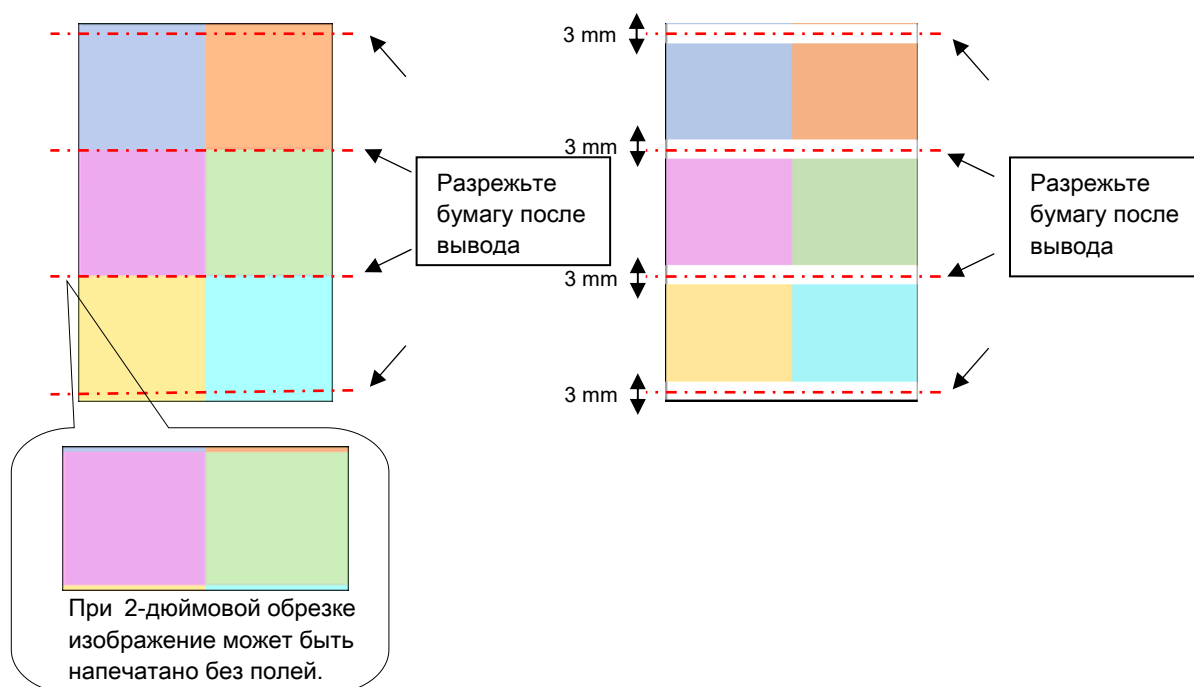 3 mm
3 mm
Разрежьте
бумагу после
вывода
Разрежьте
бумагу после
вывода
3 mm
3 mm
При 2-дюймовой обрезке
изображение может быть
напечатано без полей.